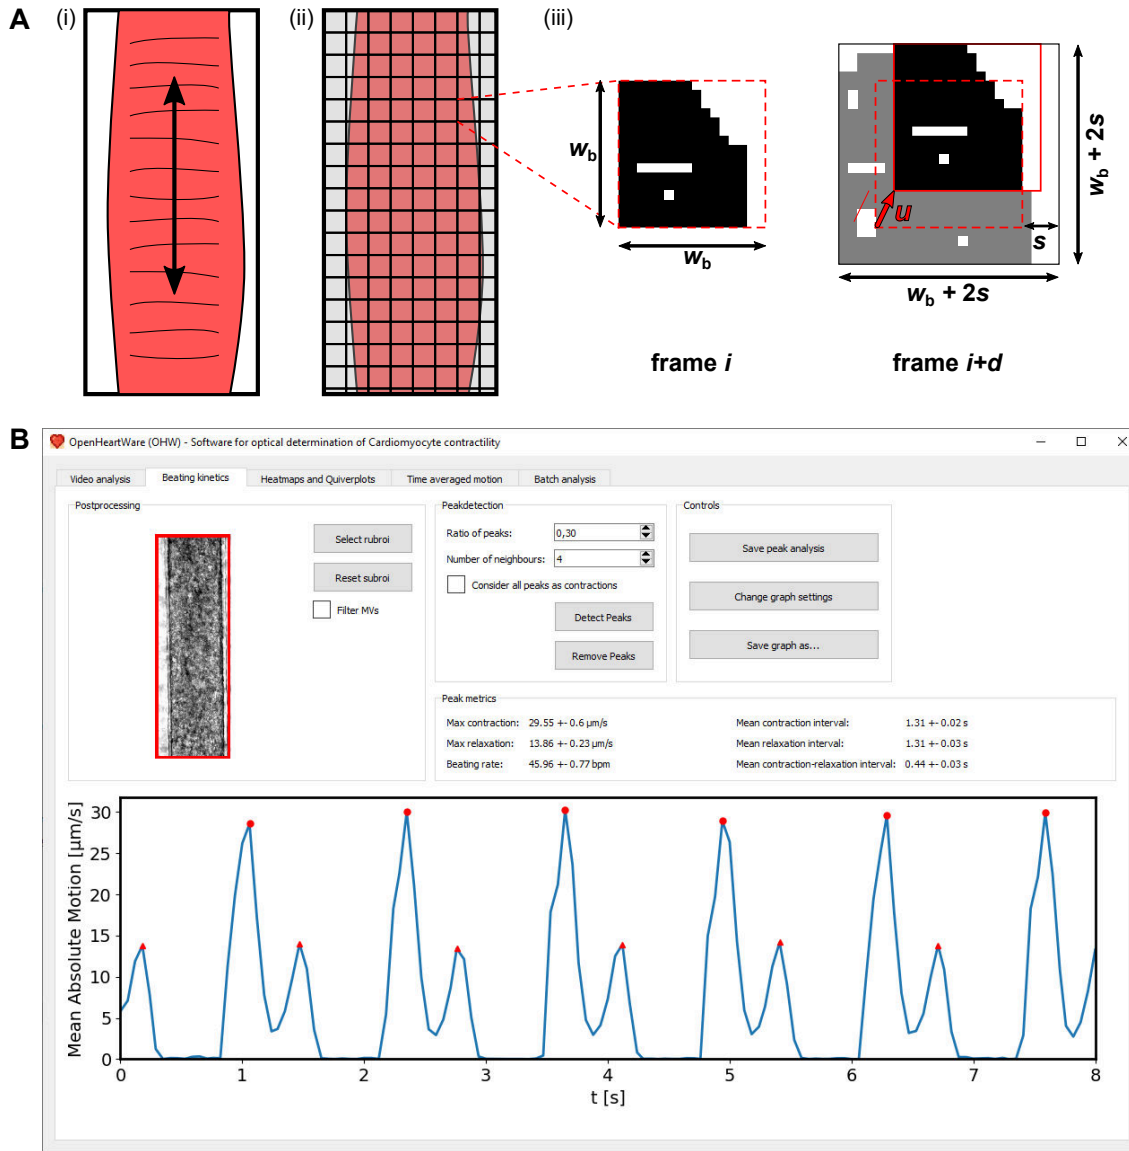 A (i) (ii) (iii)
w_b
w_b
u
s
w_b + 2s
w_b + 2s
frame i
frame i+d
B
OpenHeartWare (OHW) - Software for optical determination of Cardiomyocyte contractility
Video analysis Beating kinetics Heatmaps and Quiverplots Time averaged motion Batch analysis
Postprocessing
Select rubroi
Reset subroi
Filter MVs
Peakdetection
Ratio of peaks: 0,30
Number of neighbours: 4
Consider all peaks as contractions
Detect Peaks
Remove Peaks
Controls
Save peak analysis
Change graph settings
Save graph as...
Peak metrics
Max contraction: 29.55 +- 0.6 µm/s Mean contraction interval: 1.31 +- 0.02 s
Max relaxation: 13.86 +- 0.23 µm/s Mean relaxation interval: 1.31 +- 0.03 s
Beating rate: 45.96 +- 0.77 bpm Mean contraction-relaxation interval: 0.44 +- 0.03 s
Mean Absolute Motion [µm/s]
30
25
20
15
10
5
0
0 1 2 3 4 5 6 7 8
t [s]